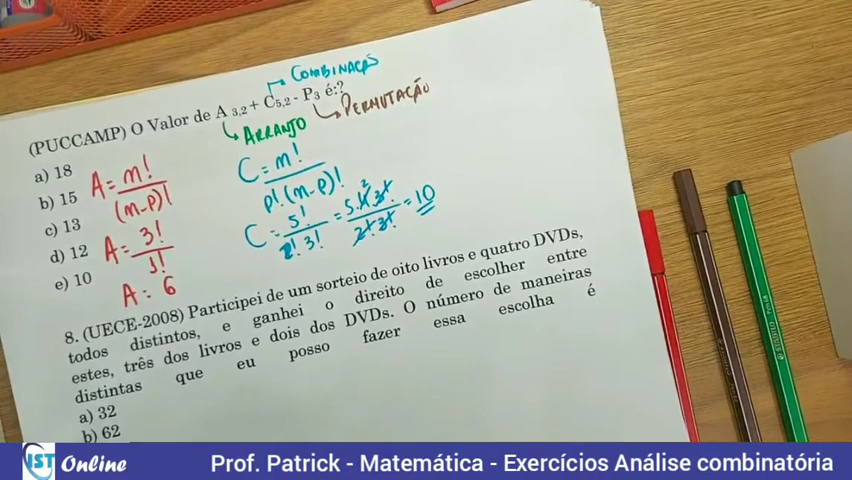 COMBINAÇÃO
(PUCCAMP) O Valor de A 3,2 + C5,2 - P3 é:?
ARRANJO
PERMUTAÇÃO
a) 18
b) 15
c) 13
d) 12
e) 10
A = m!
(m-p)!
A = 3!
1!
A = 6
C = m!
p!.(m-p)!
C = 5! = 5.4.3! = 10
2! 3! 2! 3!
2
8. (UECE-2008) Participei de um sorteio de oito livros e quatro DVDs,
todos distintos, e ganhei o direito de escolher entre
estes, três dos livros e dois dos DVDs. O número de maneiras
distintas que eu posso fazer essa escolha é
a) 32
b) 62
IST Online
Prof. Patrick - Matemática - Exercícios Análise combinatória